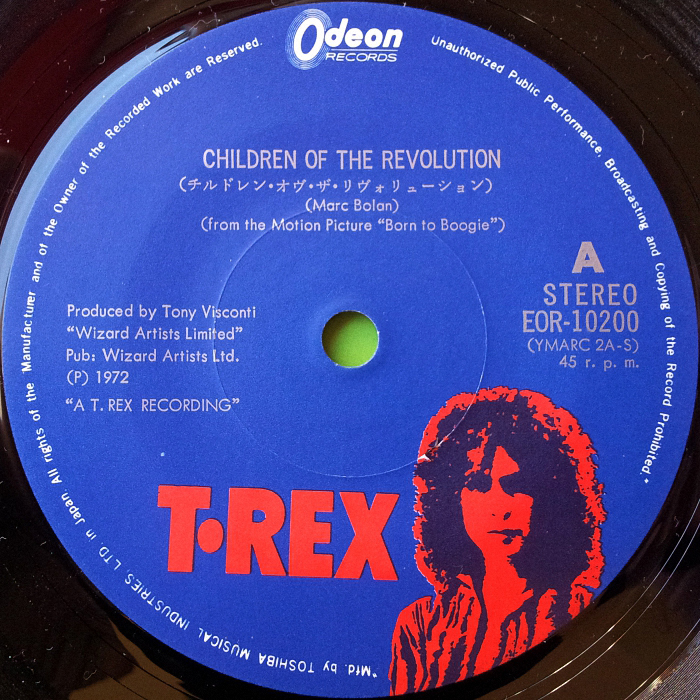 Odeon
RECORDS
CHILDREN OF THE REVOLUTION
(チルドレン・オヴ・ザ・リヴォリューション)
(Marc Bolan)
(from the Motion Picture “Born to Boogie”)
A
STEREO
EOR-10200
(YMARC 2A-S)
45 r. p. m.
Produced by Tony Visconti
“Wizard Artists Limited”
Pub: Wizard Artists Ltd.
(P) 1972
“A T. REX RECORDING”
T•REX
*Mfd. by TOSHIBA MUSICAL INDUSTRIES, LTD. in Japan All rights of the Manufacturer and of the Owner of the Recorded Work are Reserved. Unauthorized Public Performance, Broadcasting and Copying of the Record Prohibited.*